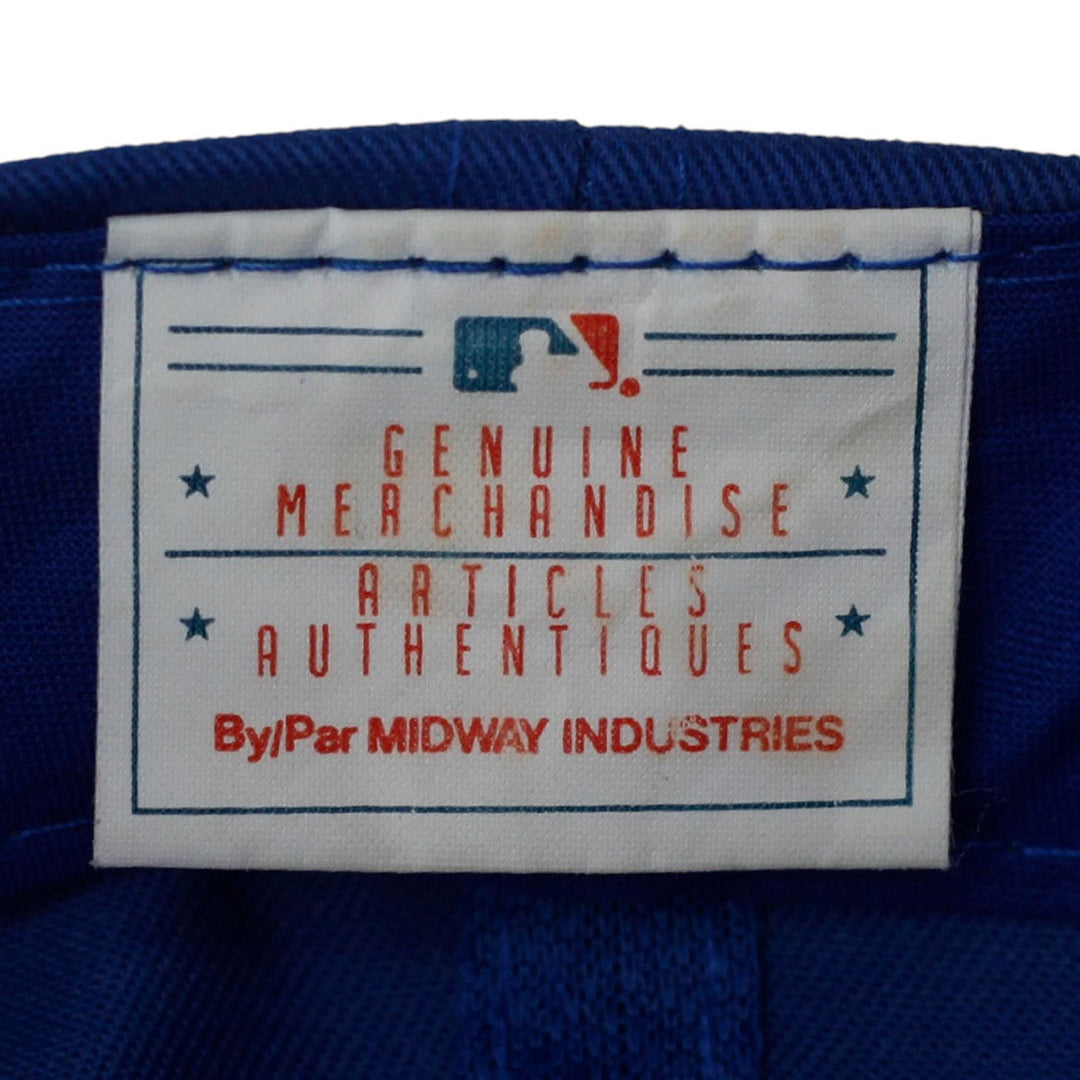 GENUINE
MERCHANDISE
ARTICLES
AUTHENTIQUES
By/Par MIDWAY INDUSTRIES